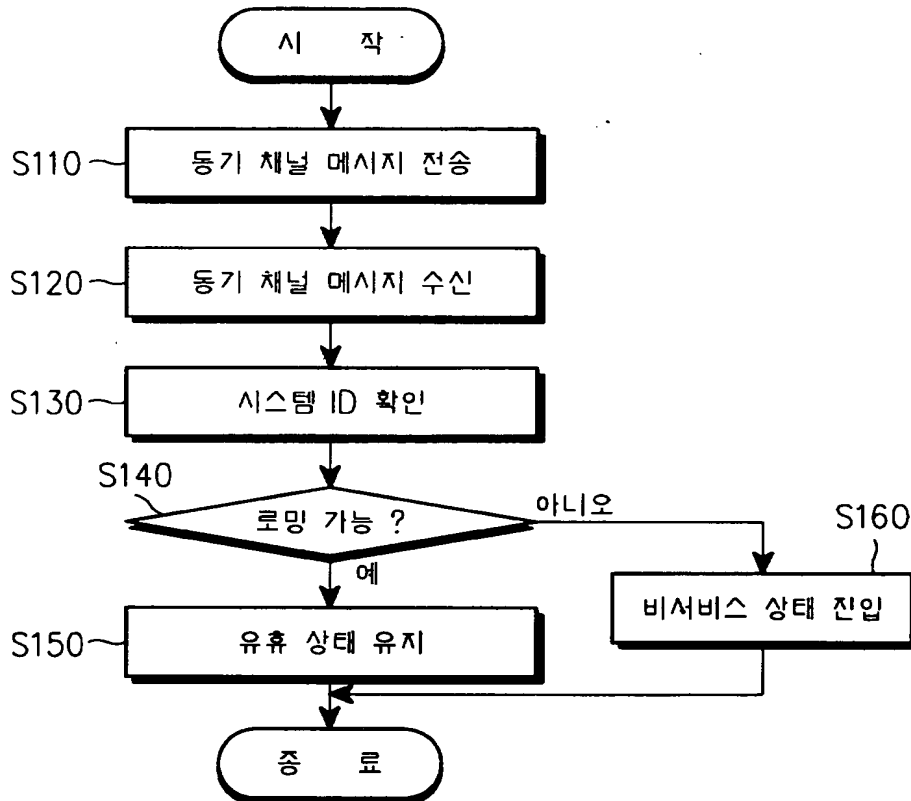 시 작
S110
동기 채널 메시지 전송
S120
동기 채널 메시지 수신
S130
시스템 ID 확인
S140
로밍 가능 ?
아니오
S160
예
비서비스 상태 진입
S150
유휴 상태 유지
종 료